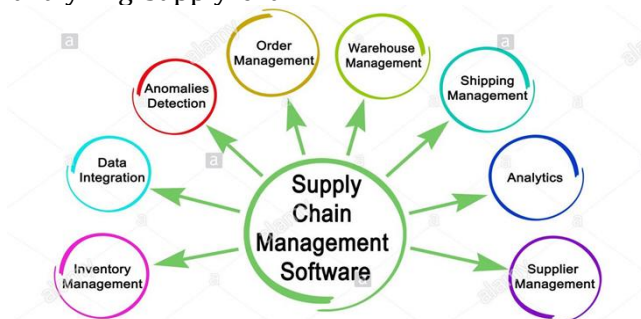 Order
Management
Warehouse
Management
Anomalies
Detection
Shipping
Management
Data
Integration
Analytics
Supply
Chain
Management
Software
Inventory
Management
Supplier
Management